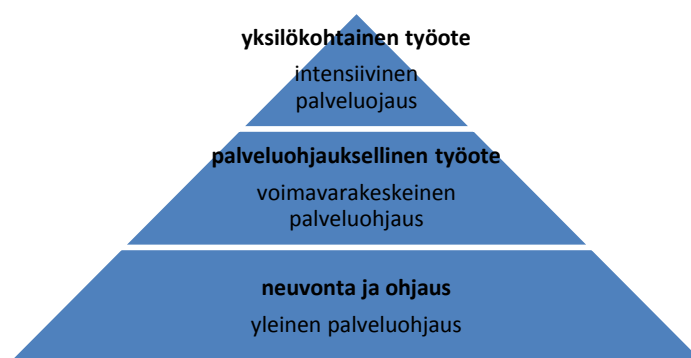 yksilökohtainen työote
intensiivinen
palveluojaus
palveluohjauksellinen työote
voimavarakeskeinen
palveluohjaus
neuvonta ja ohjaus
yleinen palveluohjaus